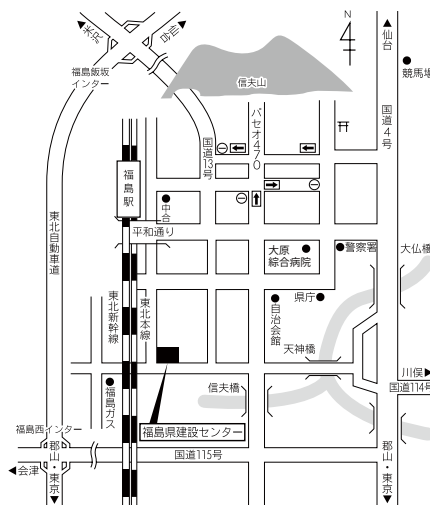 米沢
仙台
福島飯坂
インター
信夫山
N
仙台
競馬場
国道4号
国道13号
パセオ470
福島駅
中合
平和通り
東北自動車道
大原
綜合病院
警察署
大仏橋
東北新幹線
東北本線
自治会館
県庁
天神橋
川俣
国道114号
福島ガス
信夫橋
福島県建設センター
福島西インター
国道115号
会津
郡山・東京
郡山・東京